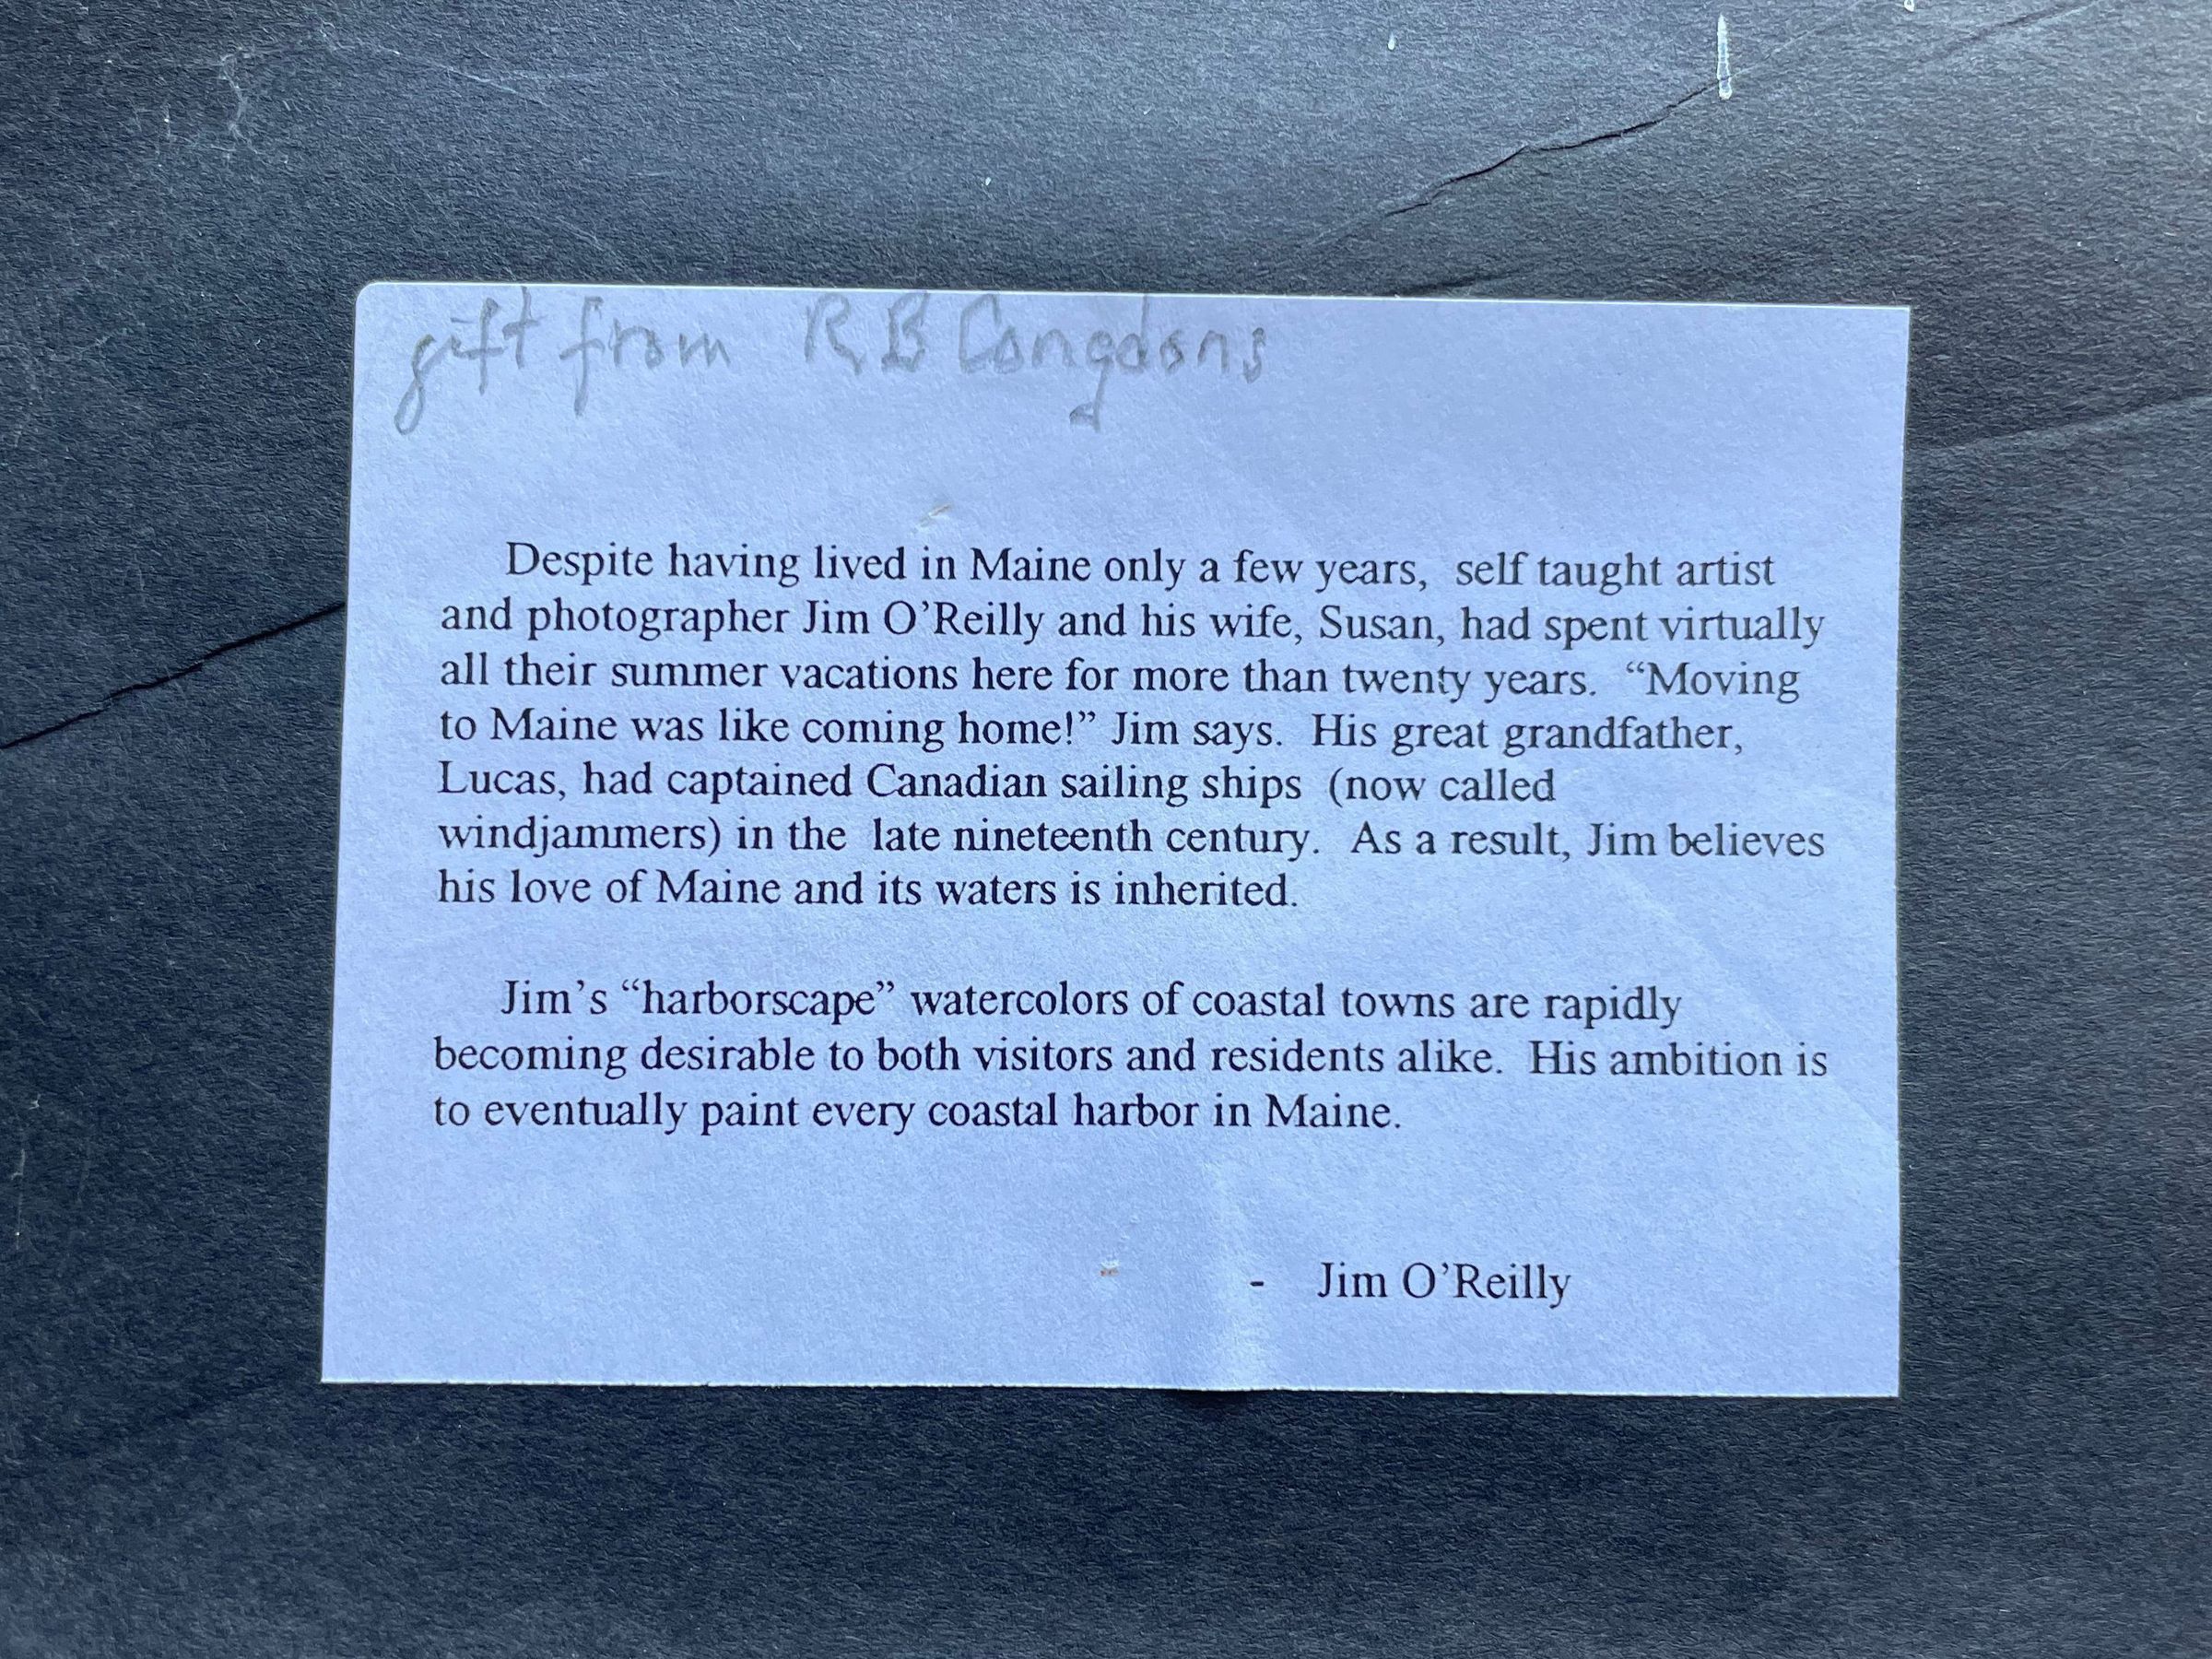 gift from R B Congdons
Despite having lived in Maine only a few years, self taught artist
and photographer Jim O’Reilly and his wife, Susan, had spent virtually
all their summer vacations here for more than twenty years. “Moving
to Maine was like coming home!” Jim says. His great grandfather,
Lucas, had captained Canadian sailing ships (now called
windjammers) in the late nineteenth century. As a result, Jim believes
his love of Maine and its waters is inherited.
Jim’s “harborscape” watercolors of coastal towns are rapidly
becoming desirable to both visitors and residents alike. His ambition is
to eventually paint every coastal harbor in Maine.
- Jim O’Reilly